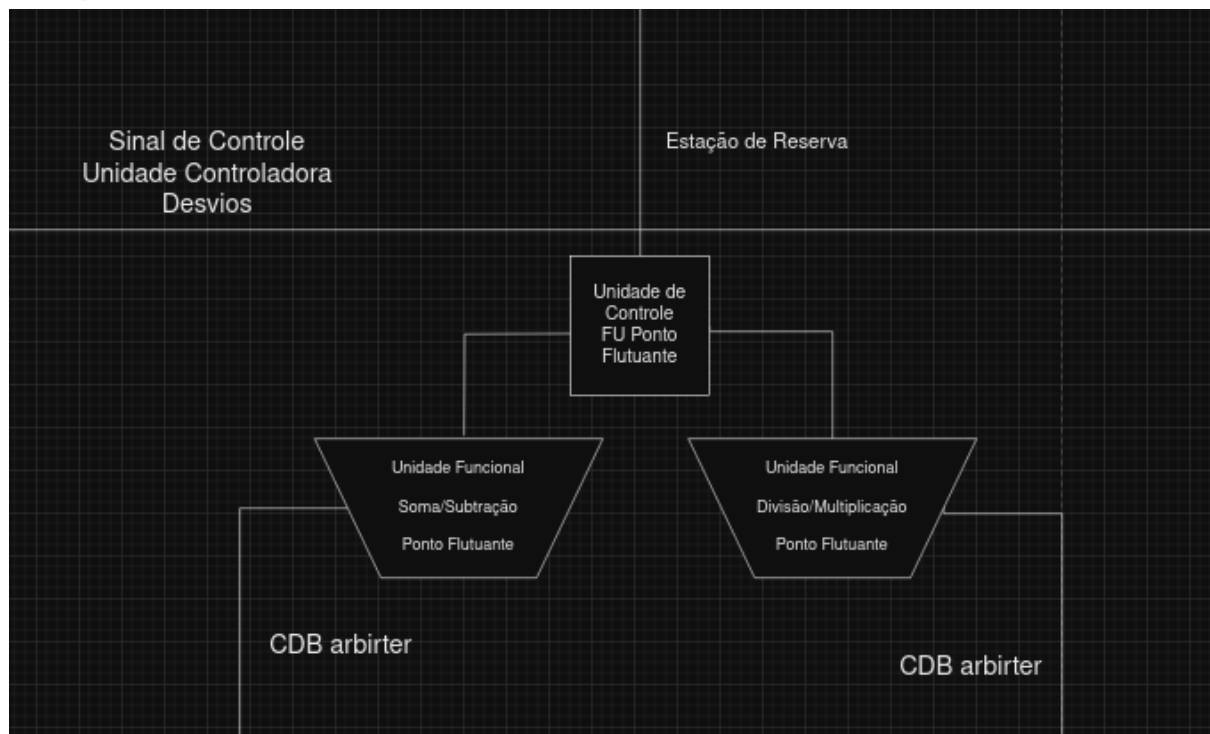 Sinal de Controle
Unidade Controladora
Desvios
Estação de Reserva
Unidade de
Controle
FU Ponto
Flutuante
Unidade Funcional
Soma/Subtração
Ponto Flutuante
Unidade Funcional
Divisão/Multiplicação
Ponto Flutuante
CDB arbirter
CDB arbirter